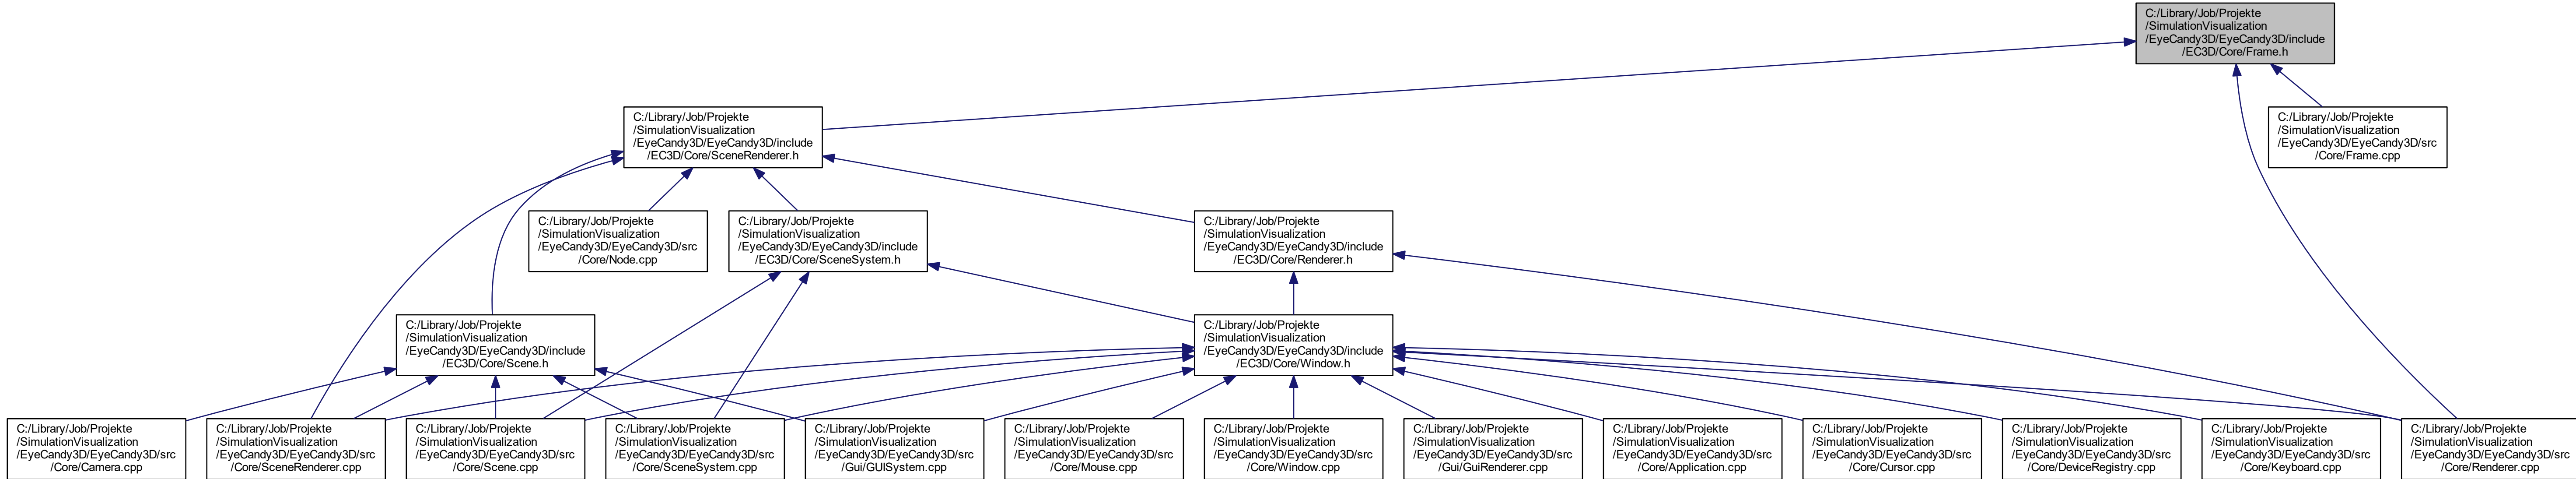 C:/Library/Job/Projekte
/SimulationVisualization
/EyeCandy3D/EyeCandy3D/include
/EC3D/Core/Frame.h
C:/Library/Job/Projekte
/SimulationVisualization
/EyeCandy3D/EyeCandy3D/include
/EC3D/Core/SceneRenderer.h
C:/Library/Job/Projekte
/SimulationVisualization
/EyeCandy3D/EyeCandy3D/src
/Core/Frame.cpp
C:/Library/Job/Projekte
/SimulationVisualization
/EyeCandy3D/EyeCandy3D/src
/Core/Node.cpp
C:/Library/Job/Projekte
/SimulationVisualization
/EyeCandy3D/EyeCandy3D/include
/EC3D/Core/SceneSystem.h
C:/Library/Job/Projekte
/SimulationVisualization
/EyeCandy3D/EyeCandy3D/include
/EC3D/Core/Renderer.h
C:/Library/Job/Projekte
/SimulationVisualization
/EyeCandy3D/EyeCandy3D/include
/EC3D/Core/Scene.h
C:/Library/Job/Projekte
/SimulationVisualization
/EyeCandy3D/EyeCandy3D/include
/EC3D/Core/Window.h
C:/Library/Job/Projekte
/SimulationVisualization
/EyeCandy3D/EyeCandy3D/src
/Core/Camera.cpp
C:/Library/Job/Projekte
/SimulationVisualization
/EyeCandy3D/EyeCandy3D/src
/Core/SceneRenderer.cpp
C:/Library/Job/Projekte
/SimulationVisualization
/EyeCandy3D/EyeCandy3D/src
/Core/Scene.cpp
C:/Library/Job/Projekte
/SimulationVisualization
/EyeCandy3D/EyeCandy3D/src
/Core/SceneSystem.cpp
C:/Library/Job/Projekte
/SimulationVisualization
/EyeCandy3D/EyeCandy3D/src
/Gui/GUISystem.cpp
C:/Library/Job/Projekte
/SimulationVisualization
/EyeCandy3D/EyeCandy3D/src
/Core/Mouse.cpp
C:/Library/Job/Projekte
/SimulationVisualization
/EyeCandy3D/EyeCandy3D/src
/Core/Window.cpp
C:/Library/Job/Projekte
/SimulationVisualization
/EyeCandy3D/EyeCandy3D/src
/Gui/GuiRenderer.cpp
C:/Library/Job/Projekte
/SimulationVisualization
/EyeCandy3D/EyeCandy3D/src
/Core/Application.cpp
C:/Library/Job/Projekte
/SimulationVisualization
/EyeCandy3D/EyeCandy3D/src
/Core/Cursor.cpp
C:/Library/Job/Projekte
/SimulationVisualization
/EyeCandy3D/EyeCandy3D/src
/Core/DeviceRegistry.cpp
C:/Library/Job/Projekte
/SimulationVisualization
/EyeCandy3D/EyeCandy3D/src
/Core/Keyboard.cpp
C:/Library/Job/Projekte
/SimulationVisualization
/EyeCandy3D/EyeCandy3D/src
/Core/Renderer.cpp